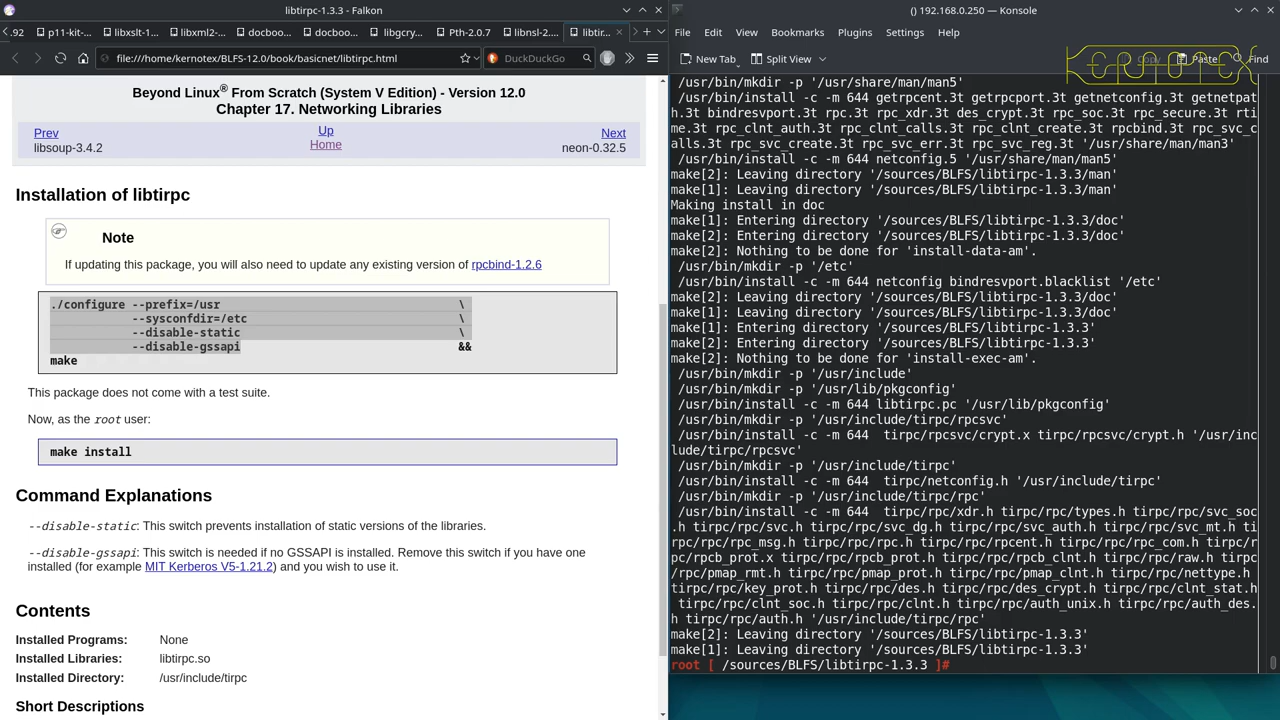 libtirpc-1.3.3 — Falkon
.92
p11-kit-...
libxslt-1...
libxml2-...
docboo...
docboo...
libgcry...
Pth-2.0.7
libnsl-2....
libtir...
file:///home/kernotex/BLFS-12.0/book/basicnet/libtirpc.html
DuckDuckGo
Beyond Linux® From Scratch (System V Edition) - Version 12.0
Chapter 17. Networking Libraries
Prev
Up
Next
libsoup-3.4.2
Home
neon-0.32.5
Installation of libtirpc
Note
If updating this package, you will also need to update any existing version of rpcbind-1.2.6
./configure --prefix=/usr \
--sysconfdir=/etc \
--disable-static \
--disable-gssapi &&
make
This package does not come with a test suite.
Now, as the root user:
make install
Command Explanations
--disable-static: This switch prevents installation of static versions of the libraries.
--disable-gssapi: This switch is needed if no GSSAPI is installed. Remove this switch if you have one
installed (for example MIT Kerberos V5-1.21.2) and you wish to use it.
Contents
Installed Programs: None
Installed Libraries: libtirpc.so
Installed Directory: /usr/include/tirpc
Short Descriptions
() 192.168.0.250 — Konsole
File Edit View Bookmarks Plugins Settings Help
New Tab Split View Copy Paste Find
KERNOTEX
/usr/bin/mkdir -p '/usr/share/man/man5'
/usr/bin/install -c -m 644 getrpcent.3t getrpcport.3t getnetconfig.3t getnetpat
h.3t bindresvport.3t rpc.3t rpc_xdr.3t des_crypt.3t rpc_soc.3t rpc_secure.3t rti
me.3t rpc_clnt_auth.3t rpc_clnt_calls.3t rpc_clnt_create.3t rpcbind.3t rpc_svc_c
alls.3t rpc_svc_create.3t rpc_svc_err.3t rpc_svc_reg.3t '/usr/share/man/man3'
/usr/bin/install -c -m 644 netconfig.5 '/usr/share/man/man5'
make[2]: Leaving directory '/sources/BLFS/libtirpc-1.3.3/man'
make[1]: Leaving directory '/sources/BLFS/libtirpc-1.3.3/man'
Making install in doc
make[1]: Entering directory '/sources/BLFS/libtirpc-1.3.3/doc'
make[2]: Entering directory '/sources/BLFS/libtirpc-1.3.3/doc'
make[2]: Nothing to be done for 'install-data-am'.
/usr/bin/mkdir -p '/etc'
/usr/bin/install -c -m 644 netconfig bindresvport.blacklist '/etc'
make[2]: Leaving directory '/sources/BLFS/libtirpc-1.3.3/doc'
make[1]: Leaving directory '/sources/BLFS/libtirpc-1.3.3/doc'
make[1]: Entering directory '/sources/BLFS/libtirpc-1.3.3'
make[2]: Entering directory '/sources/BLFS/libtirpc-1.3.3'
make[2]: Nothing to be done for 'install-exec-am'.
/usr/bin/mkdir -p '/usr/include'
/usr/bin/mkdir -p '/usr/lib/pkgconfig'
/usr/bin/install -c -m 644 libtirpc.pc '/usr/lib/pkgconfig'
/usr/bin/mkdir -p '/usr/include/tirpc/rpcsvc'
/usr/bin/install -c -m 644  tirpc/rpcsvc/crypt.x tirpc/rpcsvc/crypt.h '/usr/inc
lude/tirpc/rpcsvc'
/usr/bin/mkdir -p '/usr/include/tirpc'
/usr/bin/install -c -m 644  tirpc/netconfig.h '/usr/include/tirpc'
/usr/bin/mkdir -p '/usr/include/tirpc/rpc'
/usr/bin/install -c -m 644  tirpc/rpc/xdr.h tirpc/rpc/types.h tirpc/rpc/svc_soc
.h tirpc/rpc/svc.h tirpc/rpc/svc_dg.h tirpc/rpc/svc_auth.h tirpc/rpc/svc_mt.h ti
rpc/rpc/rpc_msg.h tirpc/rpc/rpc.h tirpc/rpc/rpcent.h tirpc/rpc/rpc_com.h tirpc/r
pc/rpcb_prot.x tirpc/rpc/rpcb_prot.h tirpc/rpc/rpcb_clnt.h tirpc/rpc/raw.h tirpc
/rpc/pmap_rmt.h tirpc/rpc/pmap_prot.h tirpc/rpc/pmap_clnt.h tirpc/rpc/nettype.h
tirpc/rpc/key_prot.h tirpc/rpc/des.h tirpc/rpc/des_crypt.h tirpc/rpc/clnt_stat.h
tirpc/rpc/clnt_soc.h tirpc/rpc/clnt.h tirpc/rpc/auth_unix.h tirpc/rpc/auth_des.
h tirpc/rpc/auth.h '/usr/include/tirpc/rpc'
make[2]: Leaving directory '/sources/BLFS/libtirpc-1.3.3'
make[1]: Leaving directory '/sources/BLFS/libtirpc-1.3.3'
root [ /sources/BLFS/libtirpc-1.3.3 ]#